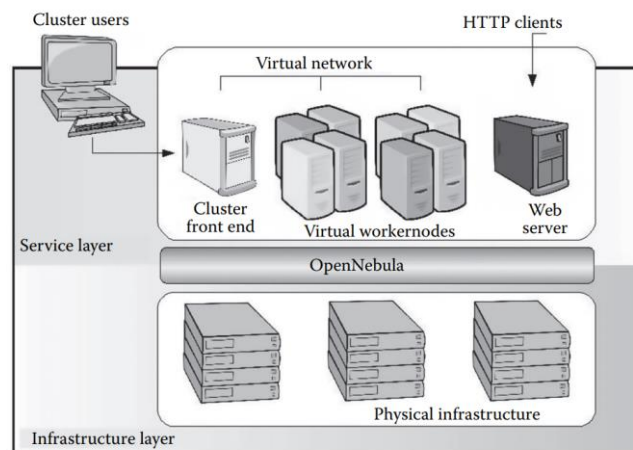 Cluster users
HTTP clients
Virtual network
Cluster
front end
Virtual workernodes
Web
server
Service layer
OpenNebula
Physical infrastructure
Infrastructure layer